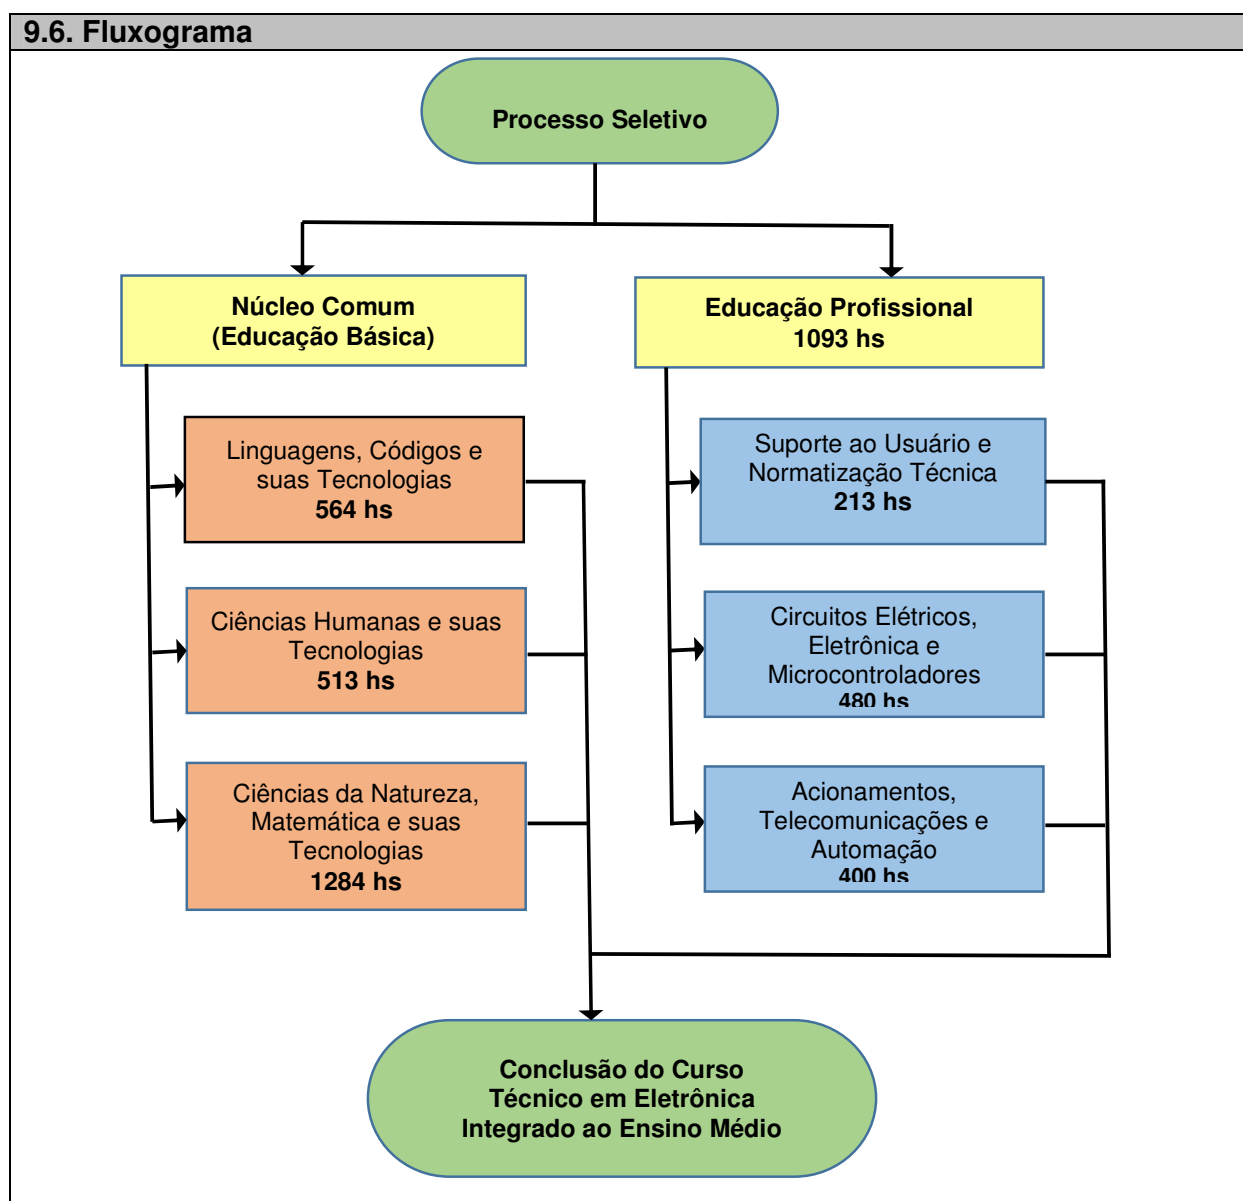 9.6. Fluxograma
Processo Seletivo
Núcleo Comum
(Educação Básica)
Educação Profissional
1093 hs
Linguagens, Códigos e
suas Tecnologias
564 hs
Suporte ao Usuário e
Normatização Técnica
213 hs
Ciências Humanas e suas
Tecnologias
513 hs
Circuitos Elétricos,
Eletrônica e
Microcontroladores
480 hs
Ciências da Natureza,
Matemática e suas
Tecnologias
1284 hs
Acionamentos,
Telecomunicações e
Automação
400 hs
Conclusão do Curso
Técnico em Eletrônica
Integrado ao Ensino Médio